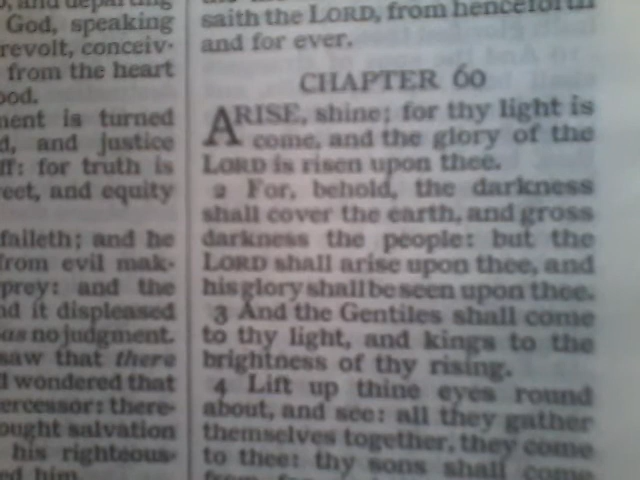 God, speaking
revolt, conceiv-
from the heart
ood.
ment is turned
d, and justice
ff: for truth is
reet, and equity
faileth; and he
from evil mak-
prey: and the
nd it displeased
as no judgment.
saw that there
d wondered that
ercessor: there-
ought salvation
his righteous-
ed him.
saith the LORD, from henceforth
and for ever.
CHAPTER 60
ARISE, shine; for thy light is
come, and the glory of the
LORD is risen upon thee.
2 For, behold, the darkness
shall cover the earth, and gross
darkness the people: but the
LORD shall arise upon thee, and
his glory shall be seen upon thee.
3 And the Gentiles shall come
to thy light, and kings to the
brightness of thy rising.
4 Lift up thine eyes round
about, and see: all they gather
themselves together, they come
to thee: thy sons shall come